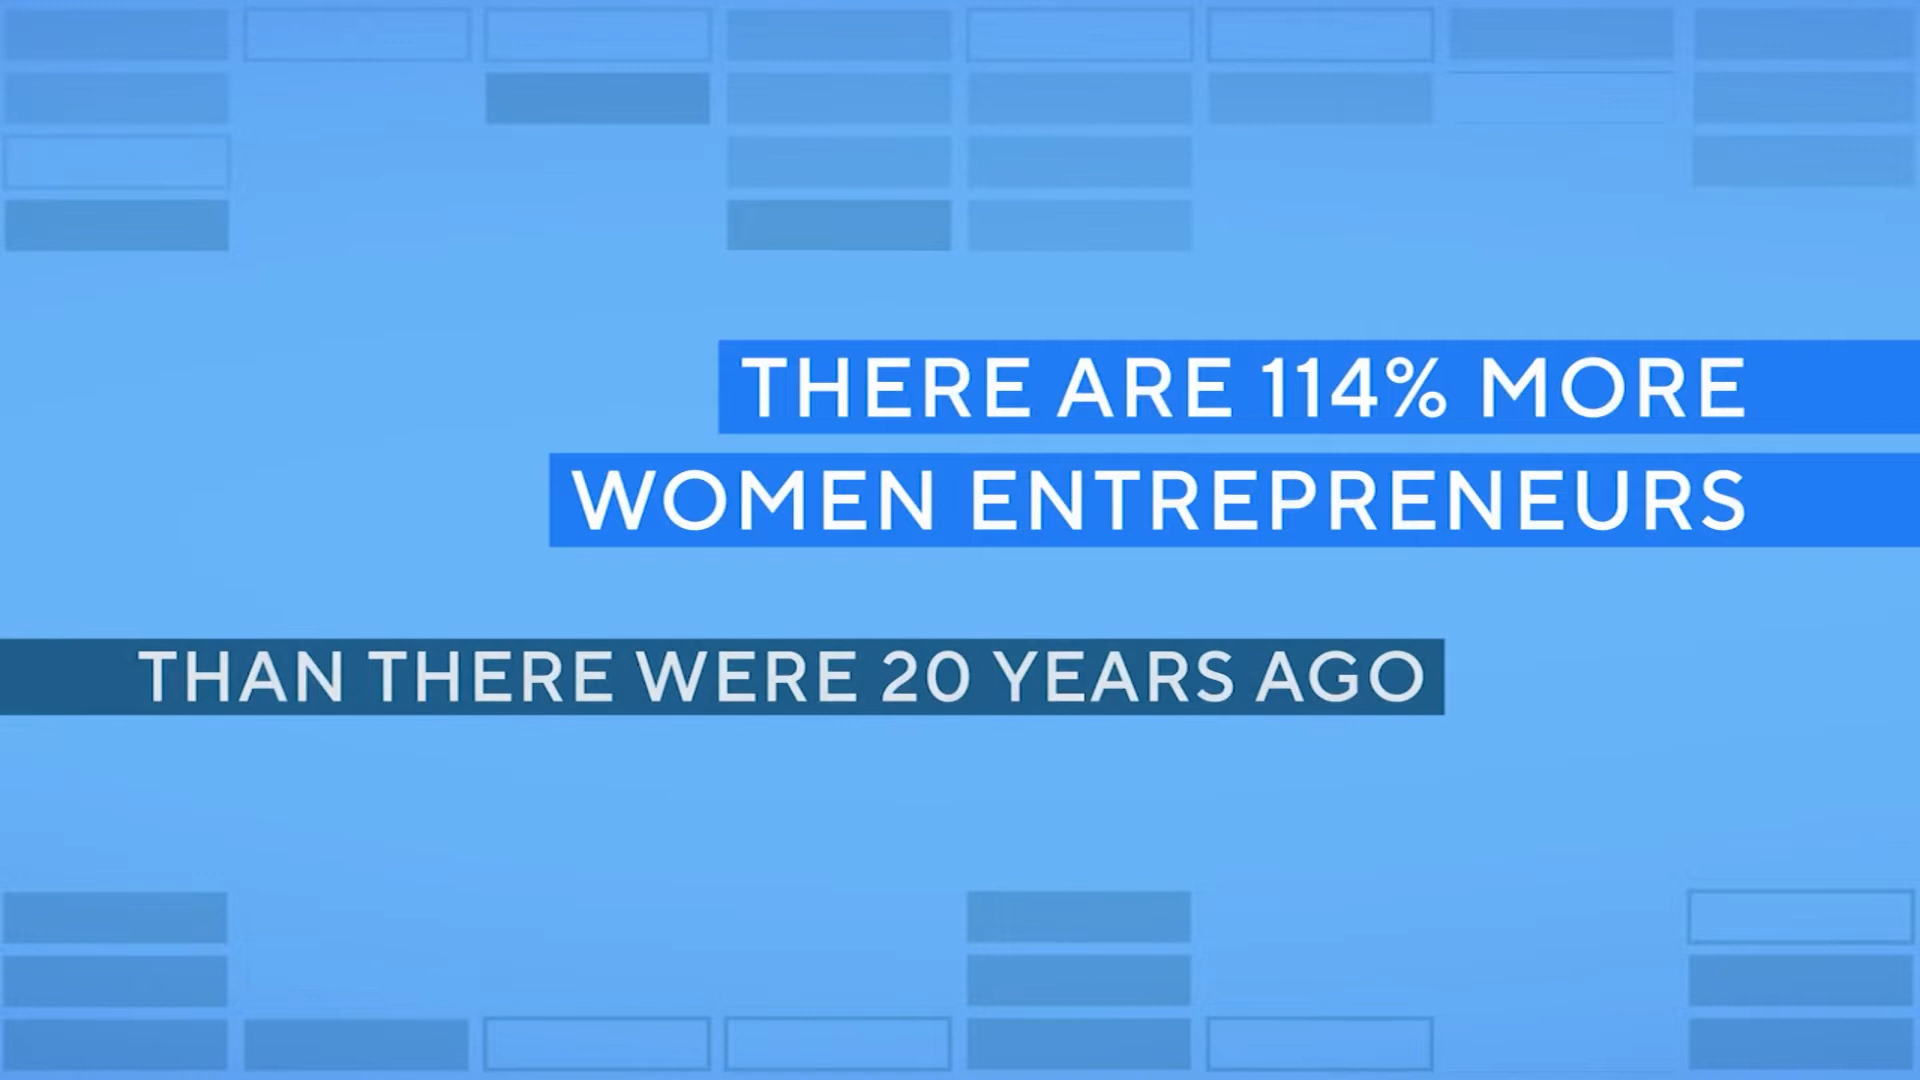 THERE ARE 114% MORE
WOMEN ENTREPRENEURS
THAN THERE WERE 20 YEARS AGO